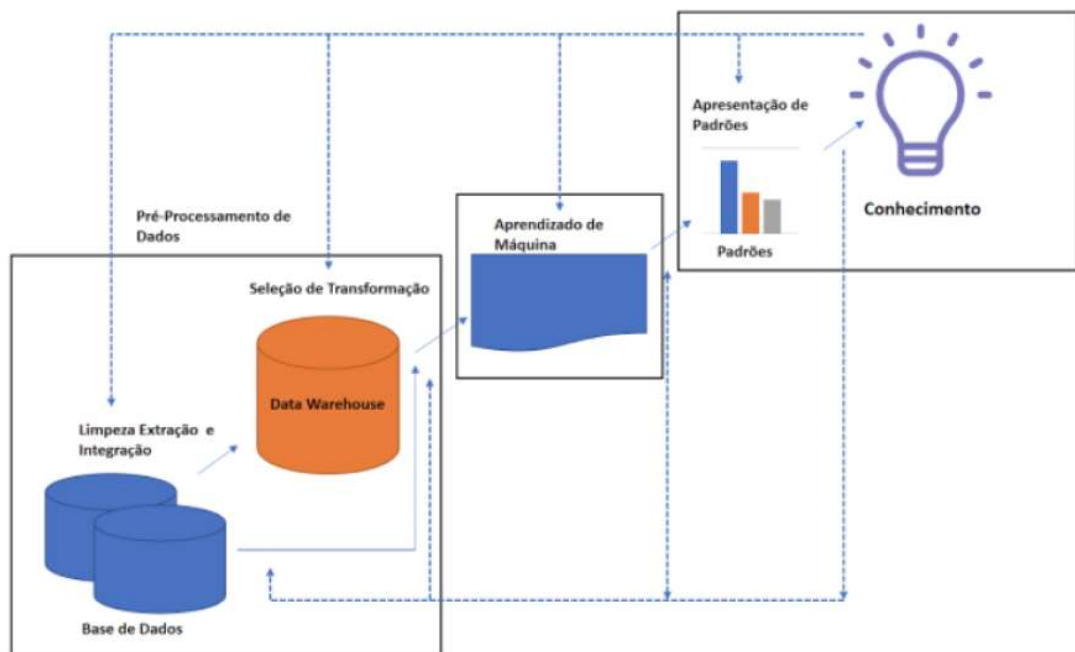 Apresentação de
Padrões
Conhecimento
Padrões
Aprendizado de
Máquina
Pré-Processamento de
Dados
Seleção de Transformação
Data Warehouse
Limpeza Extração e
Integração
Base de Dados